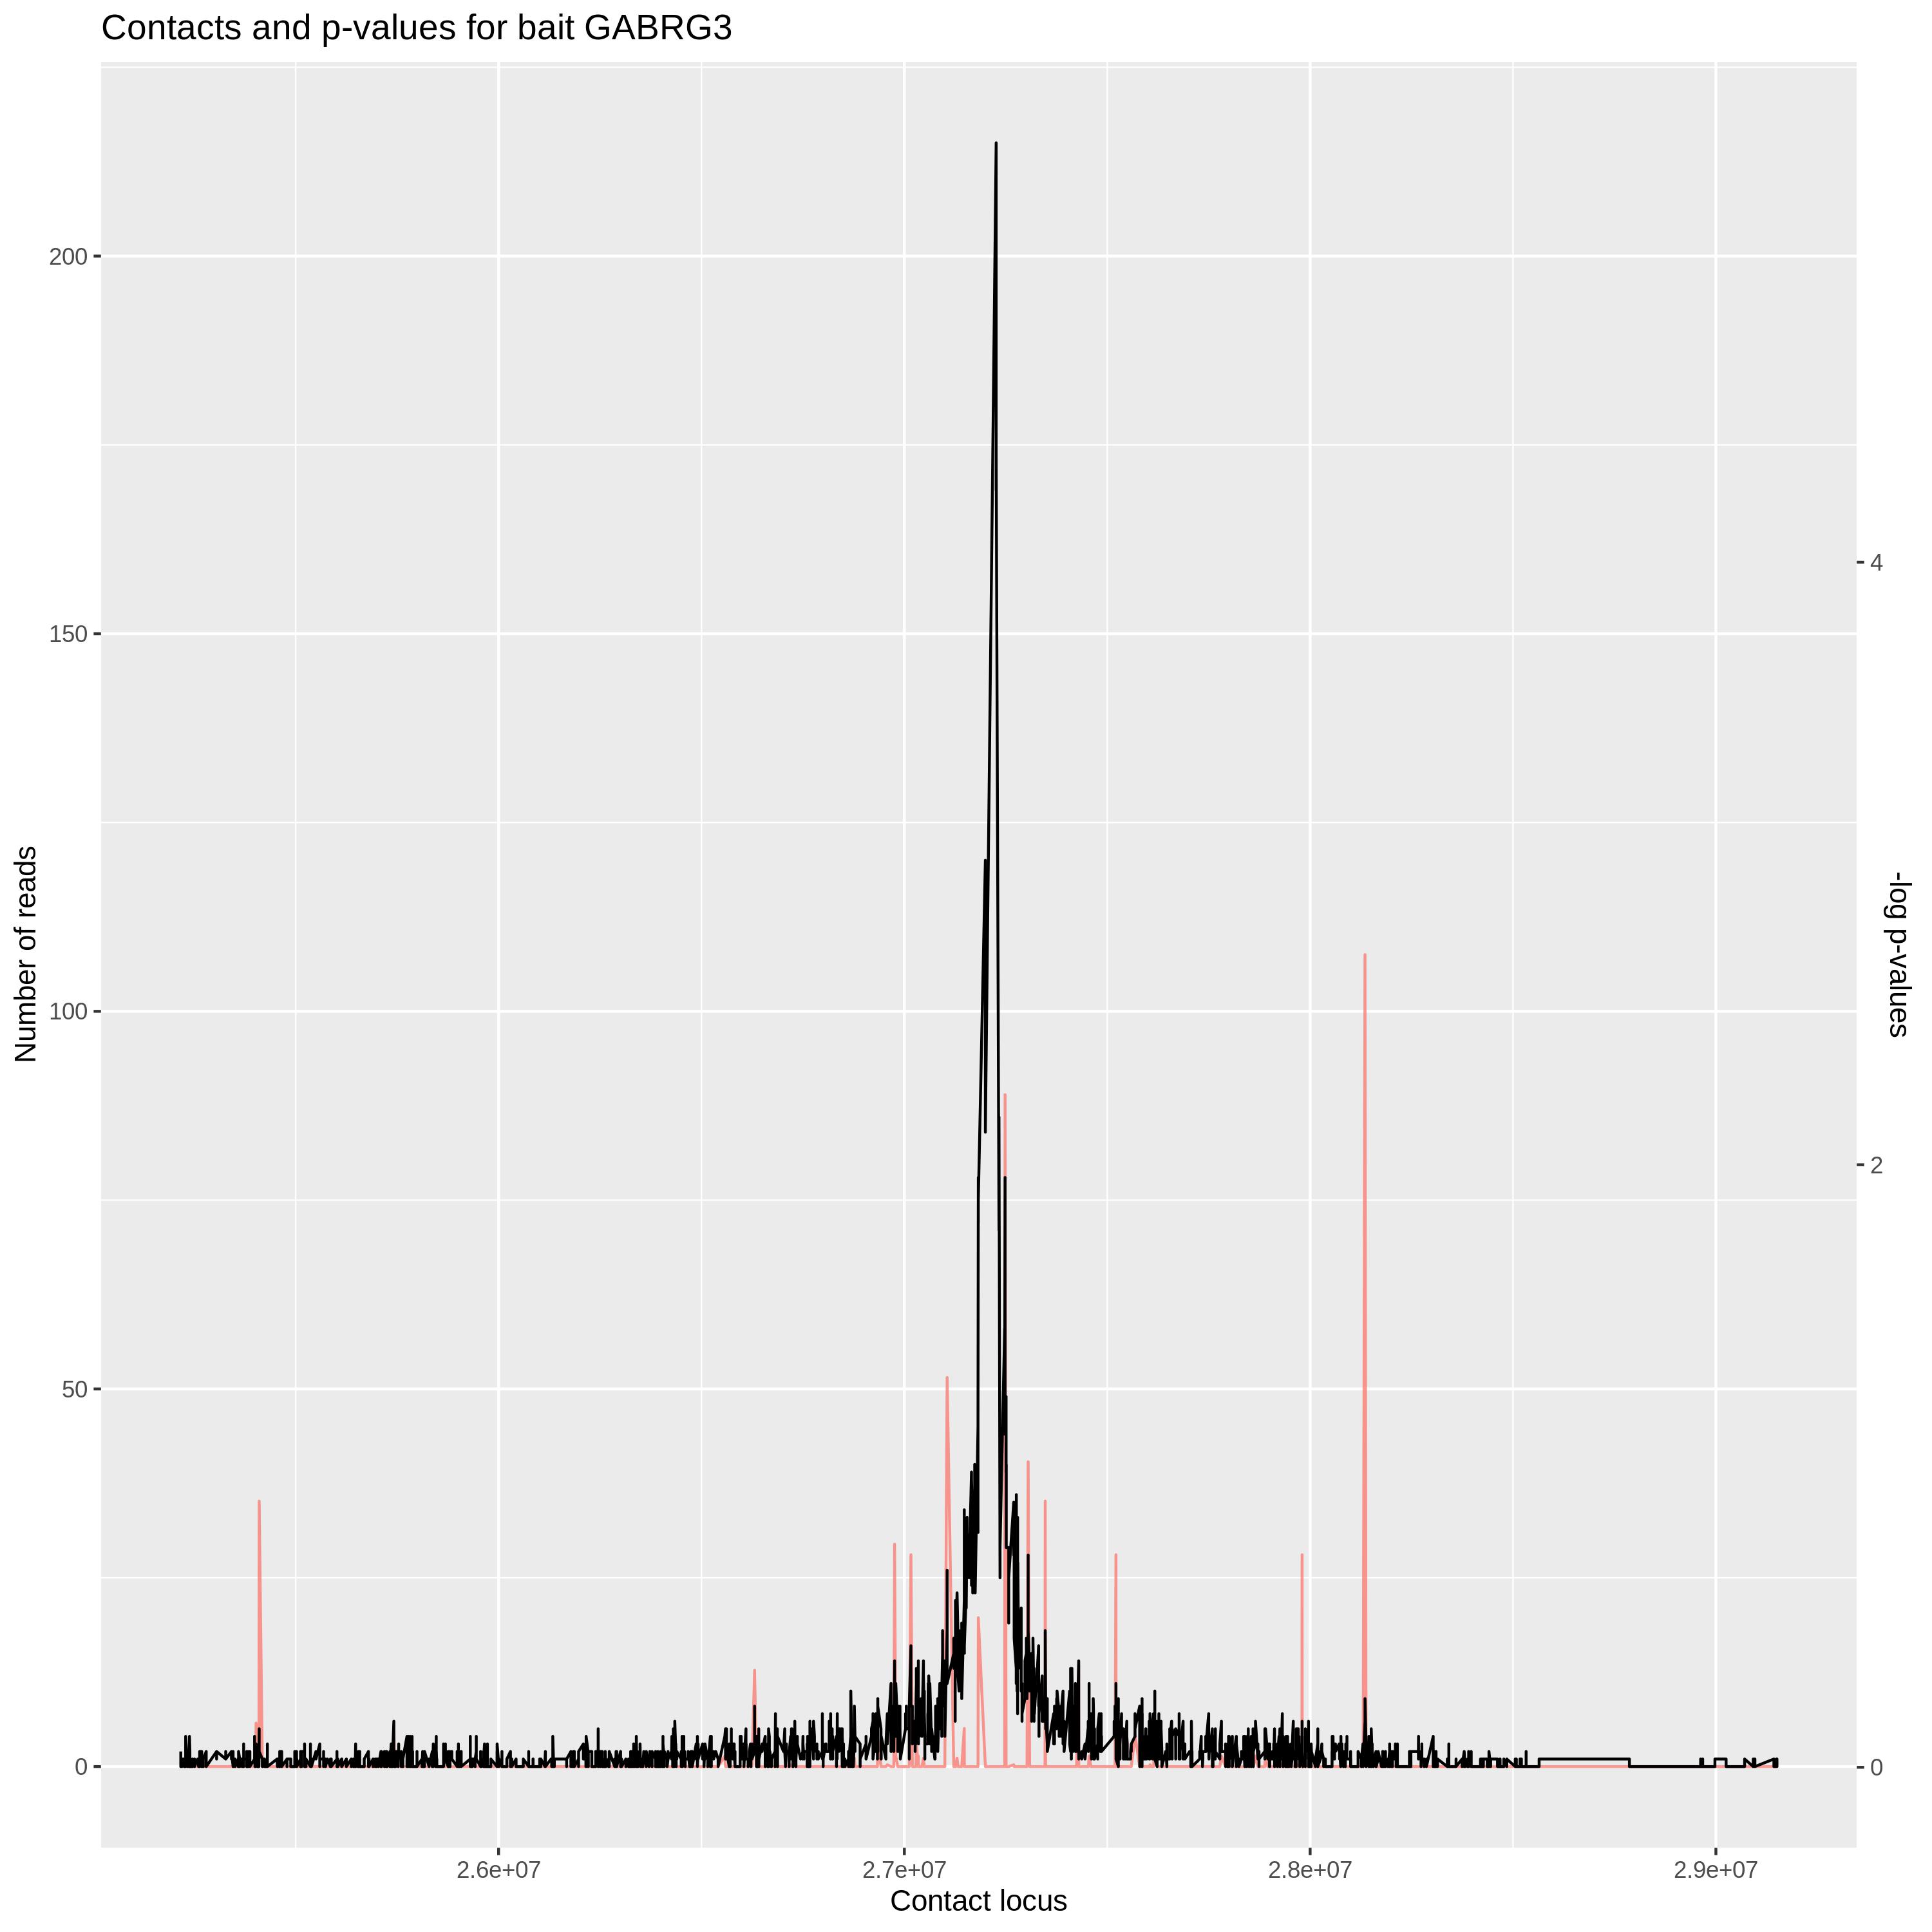 Contacts and p-values for bait GABRG3
200
150
100
50
0
Number of reads
4
2
0
-log p-values
2.6e+07
2.7e+07
2.8e+07
2.9e+07
Contact locus